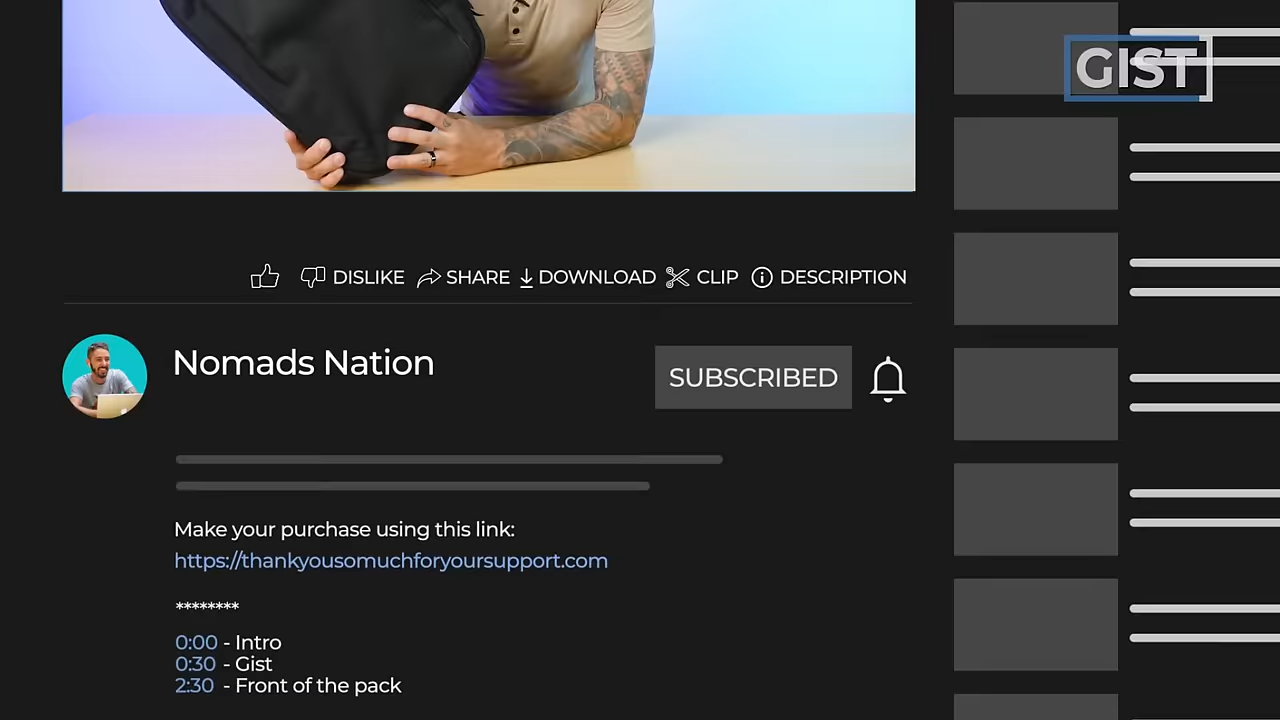 GIST
DISLIKE SHARE DOWNLOAD CLIP DESCRIPTION
Nomads Nation
SUBSCRIBED
Make your purchase using this link:
https://thankyousomuchforyoursupport.com
********
0:00 - Intro
0:30 - Gist
2:30 - Front of the pack